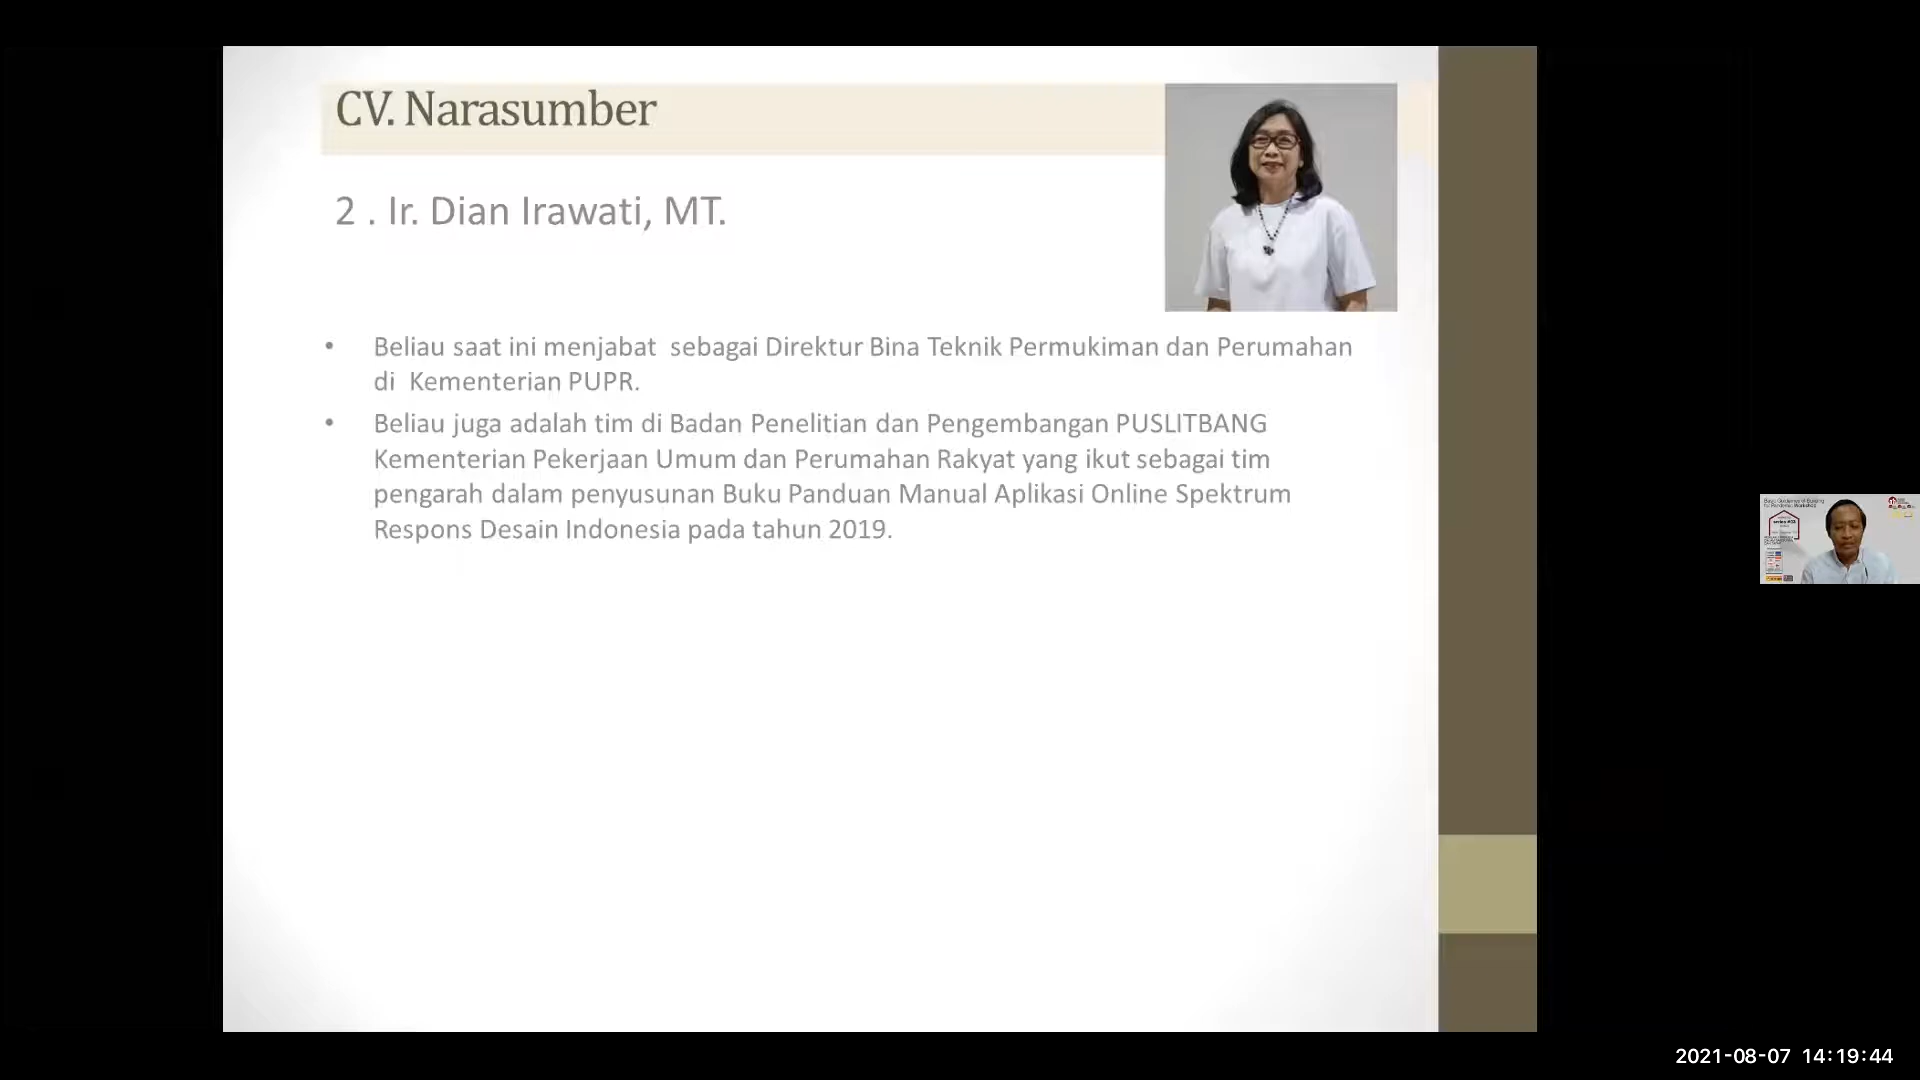 CV. Narasumber
2 . Ir. Dian Irawati, MT.
• Beliau saat ini menjabat sebagai Direktur Bina Teknik Permukiman dan Perumahan
di Kementerian PUPR.
• Beliau juga adalah tim di Badan Penelitian dan Pengembangan PUSLITBANG
Kementerian Pekerjaan Umum dan Perumahan Rakyat yang ikut sebagai tim
pengarah dalam penyusunan Buku Panduan Manual Aplikasi Online Spektrum
Respons Desain Indonesia pada tahun 2019.
2021-08-07 14:19:44